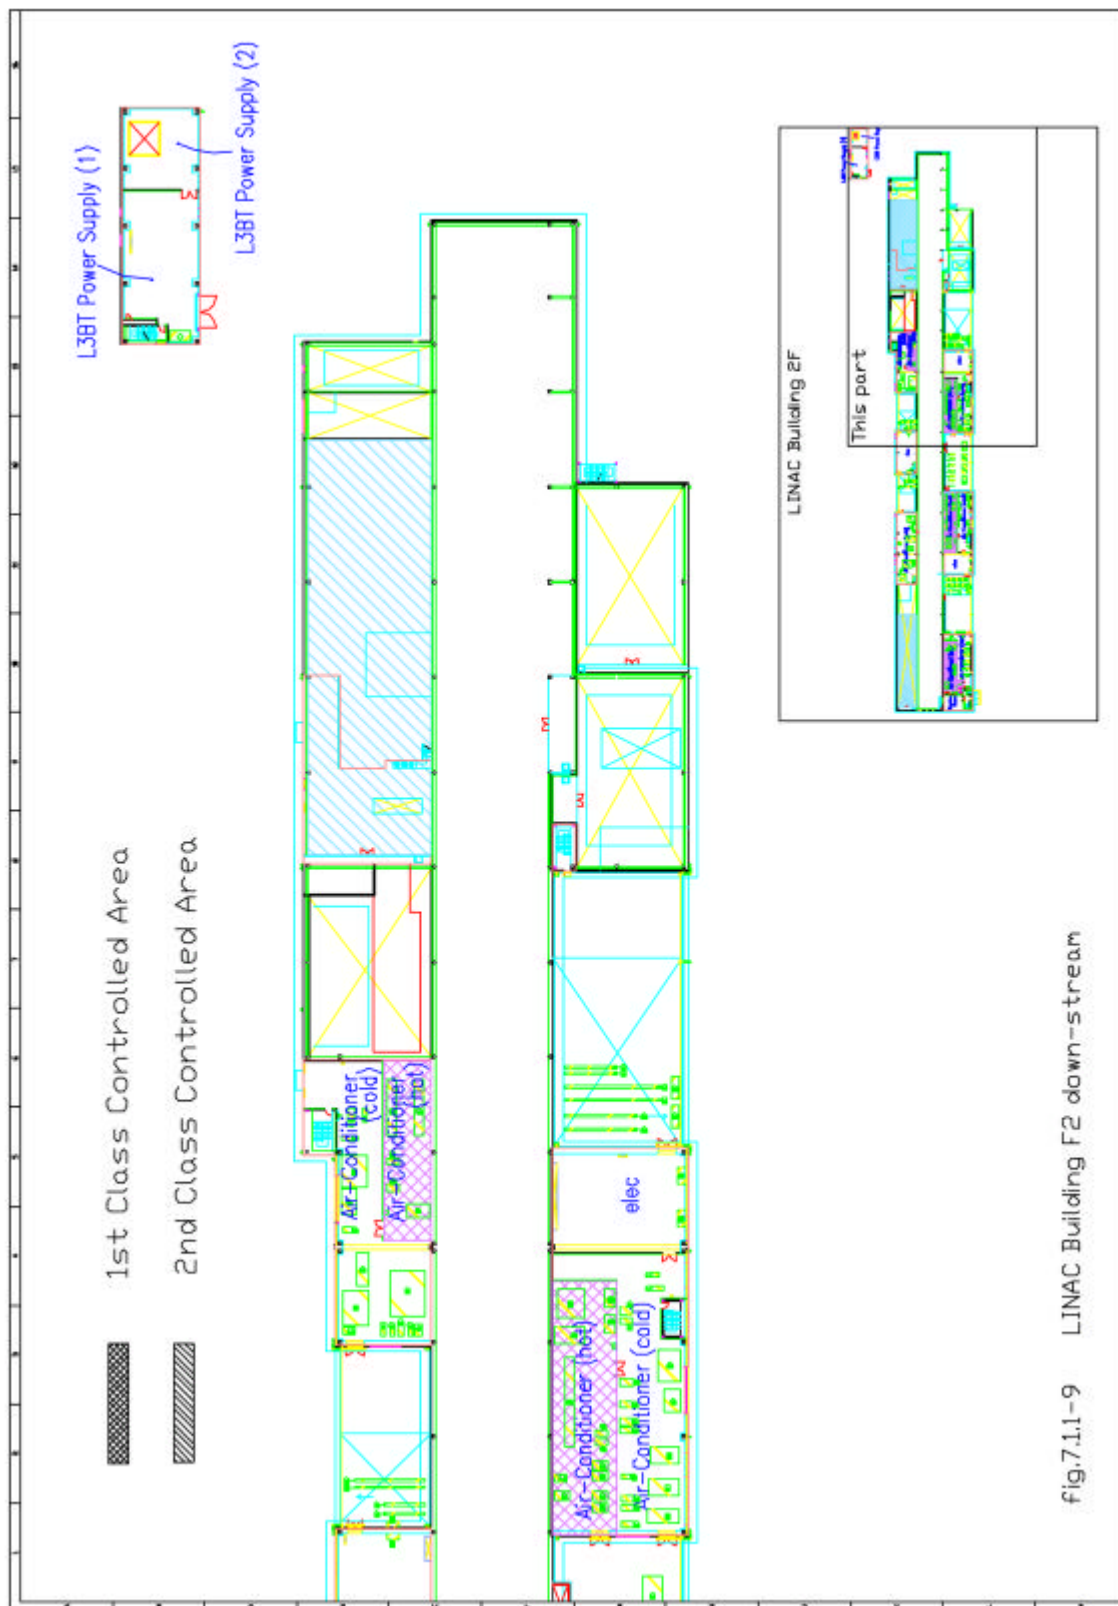 L3BT Power Supply (1)
L3BT Power Supply (2)
1st Class Controlled Area
2nd Class Controlled Area
Air-Conditioner
(cold)
Air-Conditioner
(hot)
elec
Air-Conditioner (hot)
Air-Conditioner (cold)
LINAC Building 2F
This part
fig.7.1.1-9 LINAC Building F2 down-stream